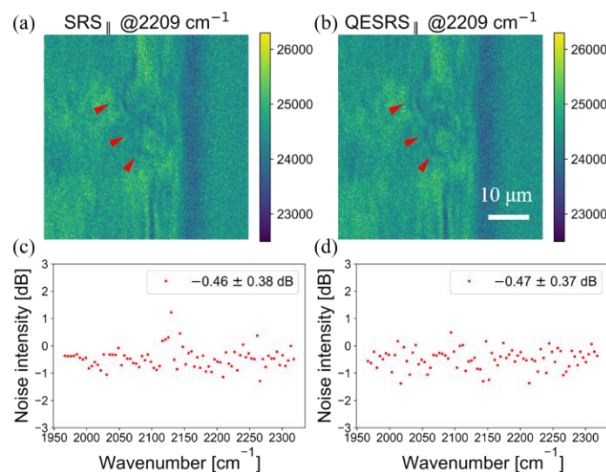 (a) SRS∥ @2209 cm⁻¹
(b) QESRS∥ @2209 cm⁻¹
26000
25000
24000
23000
26000
25000
24000
23000
10 μm
(c)
(d)
Noise intensity [dB]
3
2
1
0
−1
−2
−3
−0.46 ± 0.38 dB
1950 2000 2050 2100 2150 2200 2250 2300
Wavenumber [cm⁻¹]
Noise intensity [dB]
3
2
1
0
−1
−2
−3
−0.47 ± 0.37 dB
1950 2000 2050 2100 2150 2200 2250 2300
Wavenumber [cm⁻¹]